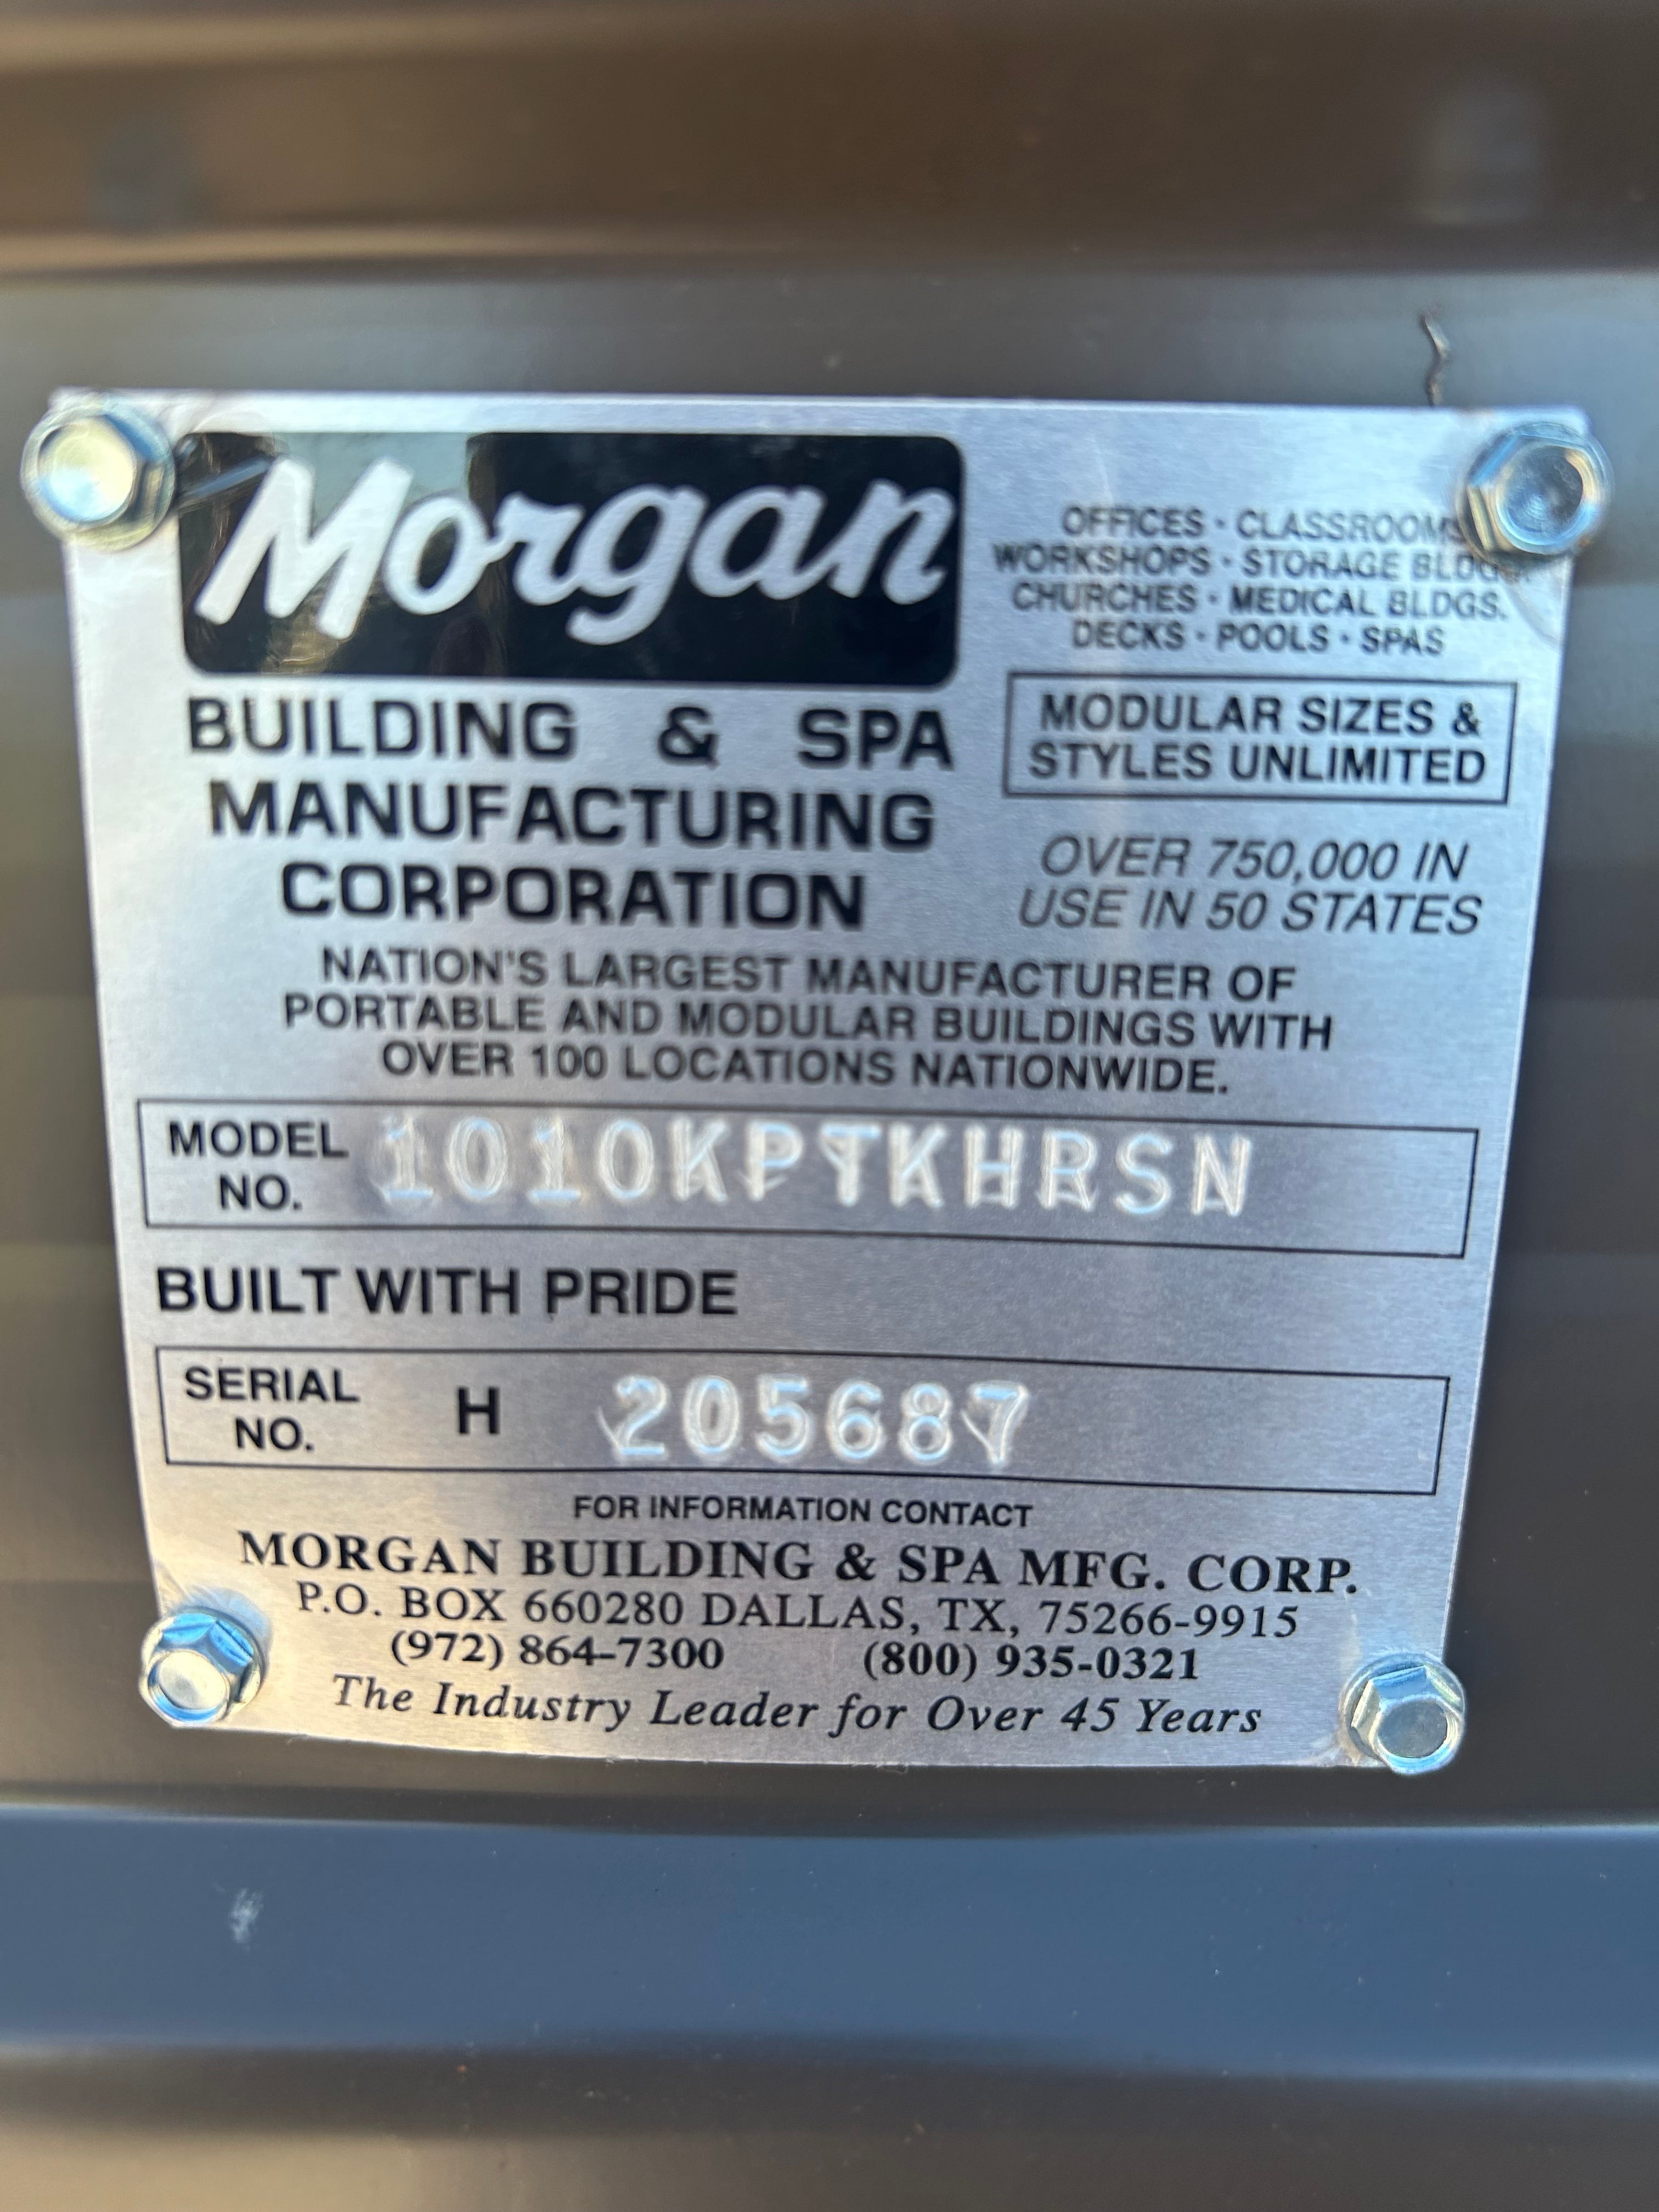 Morgan
BUILDING & SPA
MANUFACTURING
CORPORATION
OFFICES · CLASSROOMS
WORKSHOPS · STORAGE BLDGS.
CHURCHES · MEDICAL BLDGS.
DECKS · POOLS · SPAS
MODULAR SIZES &
STYLES UNLIMITED
OVER 750,000 IN
USE IN 50 STATES
NATION'S LARGEST MANUFACTURER OF
PORTABLE AND MODULAR BUILDINGS WITH
OVER 100 LOCATIONS NATIONWIDE.
MODEL NO. 1010KPTKHRSN
BUILT WITH PRIDE
SERIAL NO. H 205687
FOR INFORMATION CONTACT
MORGAN BUILDING & SPA MFG. CORP.
P.O. BOX 660280 DALLAS, TX, 75266-9915
(972) 864-7300 (800) 935-0321
The Industry Leader for Over 45 Years